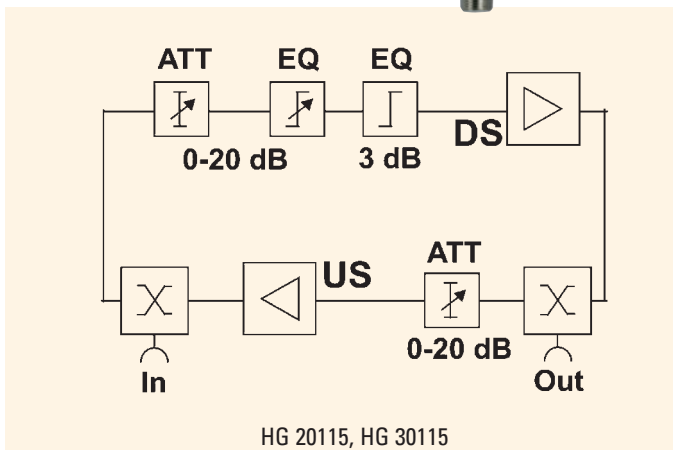 ATT EQ EQ
0-20 dB 3 dB
DS
US
ATT
0-20 dB
In
Out
HG 20115, HG 30115